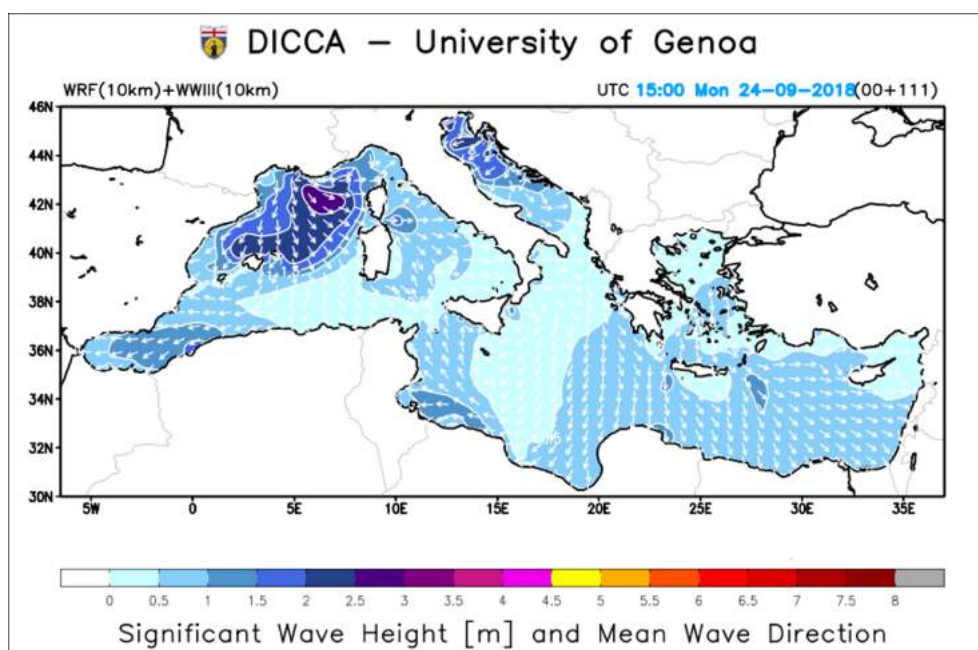 DICCA – University of Genoa
WRF(10km)+WWIII(10km)
UTC 15:00 Mon 24-09-2018(00+111)
46N
44N
42N
40N
38N
36N
34N
32N
30N
5W 0 5E 10E 15E 20E 25E 30E 35E
0 0.5 1 1.5 2 2.5 3 3.5 4 4.5 5 5.5 6 6.5 7 7.5 8
Significant Wave Height [m] and Mean Wave Direction